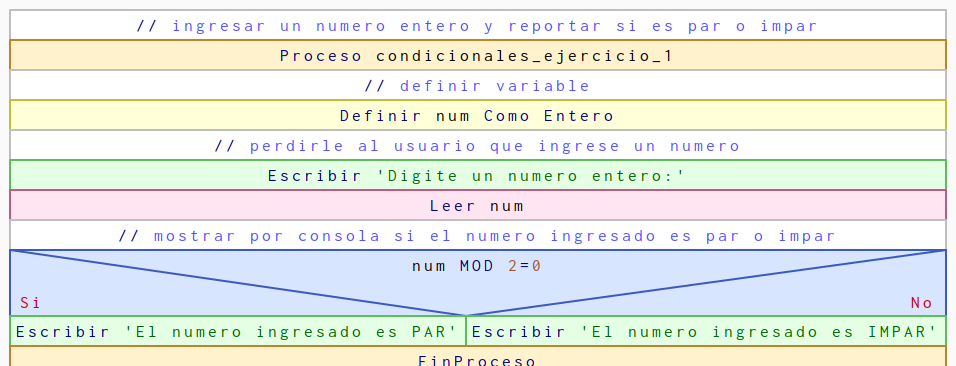 // ingresar un numero entero y reportar si es par o impar
Proceso condicionales_ejercicio_1
// definir variable
Definir num Como Entero
// perdirle al usuario que ingrese un numero
Escribir 'Digite un numero entero:'
Leer num
// mostrar por consola si el numero ingresado es par o impar
num MOD 2=0
Si No
Escribir 'El numero ingresado es PAR' Escribir 'El numero ingresado es IMPAR'
FinProceso